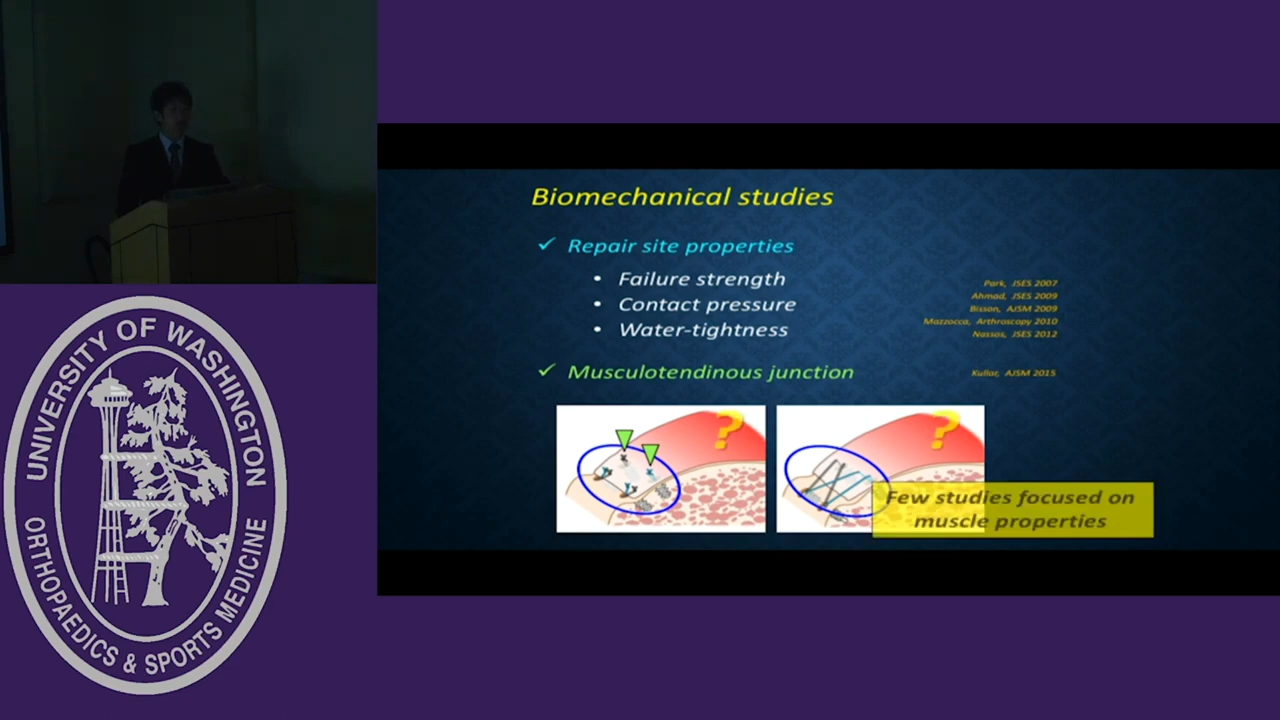 Biomechanical studies
✓ Repair site properties
• Failure strength
• Contact pressure
• Water-tightness
Park, JSES 2007
Ahmad, JSES 2009
Bisson, AJSM 2009
Mazzocca, Arthroscopy 2010
Nassos, JSES 2012
✓ Musculotendinous junction
Kullar, AJSM 2015
?
?
Few studies focused on
muscle properties
UNIVERSITY OF WASHINGTON
ORTHOPAEDICS & SPORTS MEDICINE